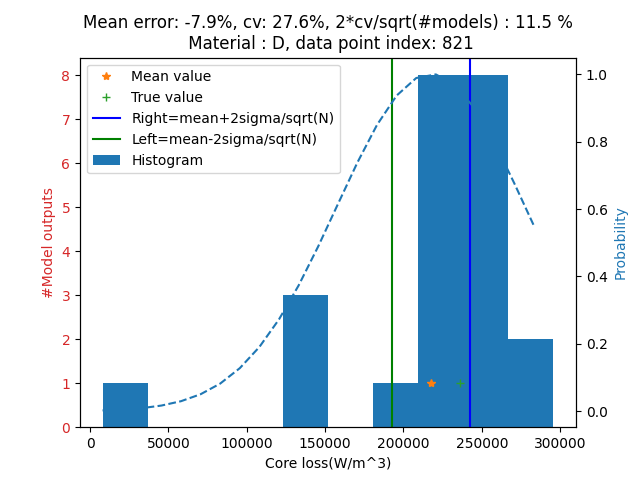 Mean error: -7.9%, cv: 27.6%, 2*cv/sqrt(#models) : 11.5 %
Material : D, data point index: 821
Mean value
True value
Right=mean+2sigma/sqrt(N)
Left=mean-2sigma/sqrt(N)
Histogram
#Model outputs
8
7
6
5
4
3
2
1
0
1.0
0.8
0.6
0.4
0.2
0.0
Probability
0 50000 100000 150000 200000 250000 300000
Core loss(W/m^3)